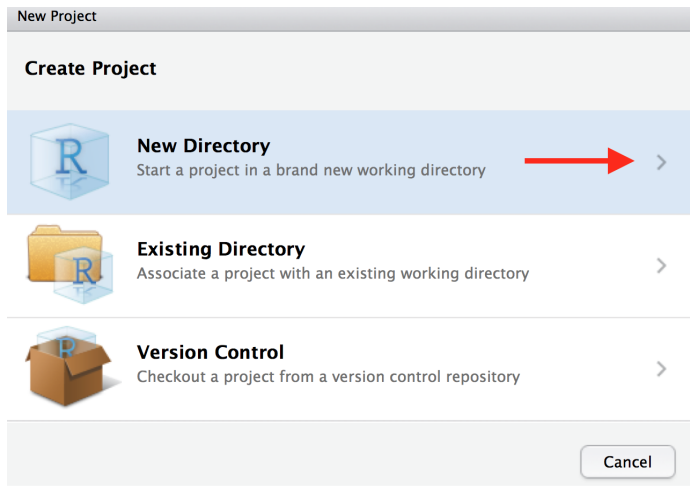 New Project
Create Project
R
New Directory
Start a project in a brand new working directory
R
Existing Directory
Associate a project with an existing working directory
R
Version Control
Checkout a project from a version control repository
Cancel